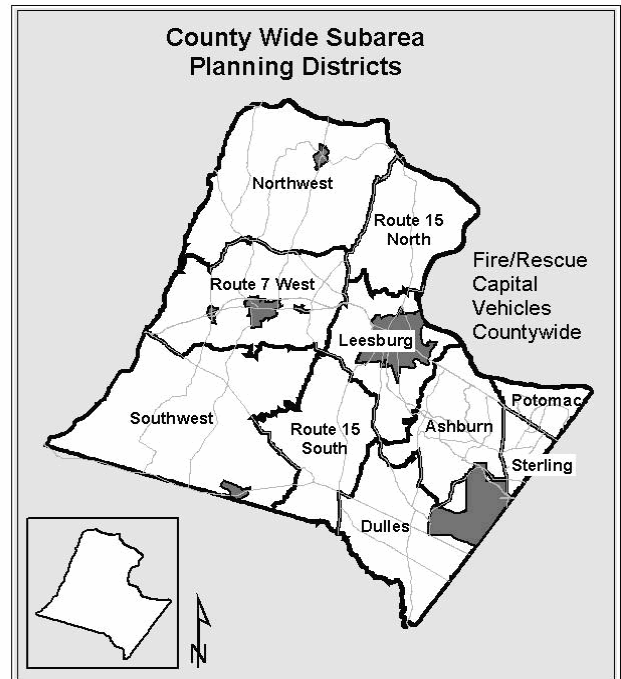 County Wide Subarea
Planning Districts
Northwest
Route 15
North
Fire/Rescue
Capital
Vehicles
Countywide
Route 7 West
Leesburg
Potomac
Southwest
Route 15
South
Ashburn
Sterling
Dulles
N